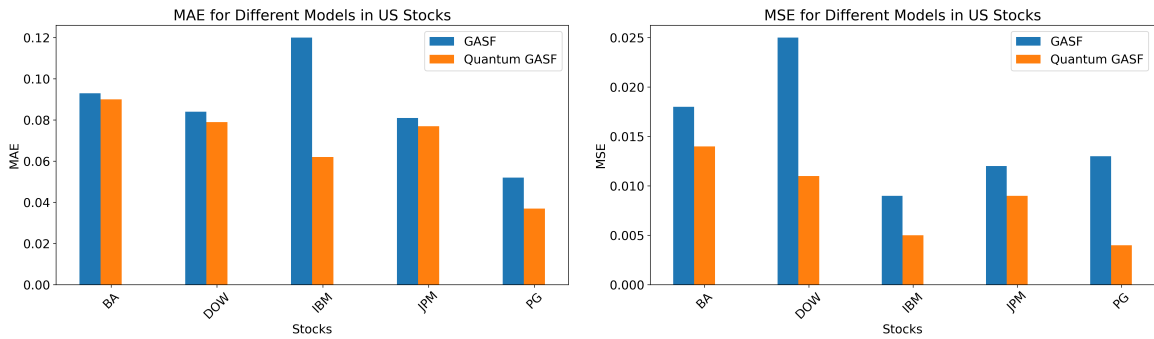 MAE for Different Models in US Stocks
GASF
Quantum GASF
MAE
0.12
0.10
0.08
0.06
0.04
0.02
0.00
BA
DOW
IBM
JPM
PG
Stocks
MSE for Different Models in US Stocks
GASF
Quantum GASF
MSE
0.025
0.020
0.015
0.010
0.005
0.000
BA
DOW
IBM
JPM
PG
Stocks